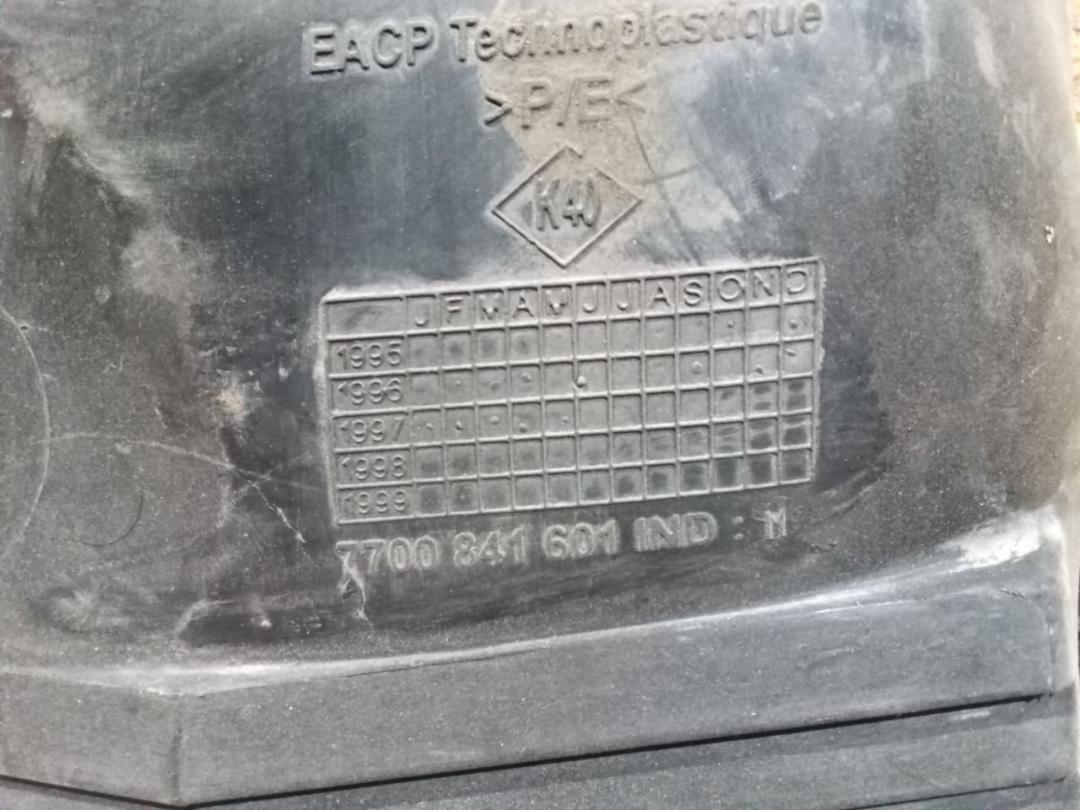 EACP Technoplastique
>P/E<
K40
J F M A M J J A S O N D
1995
1996
1997
1998
1999
7700 841 601 IND : M